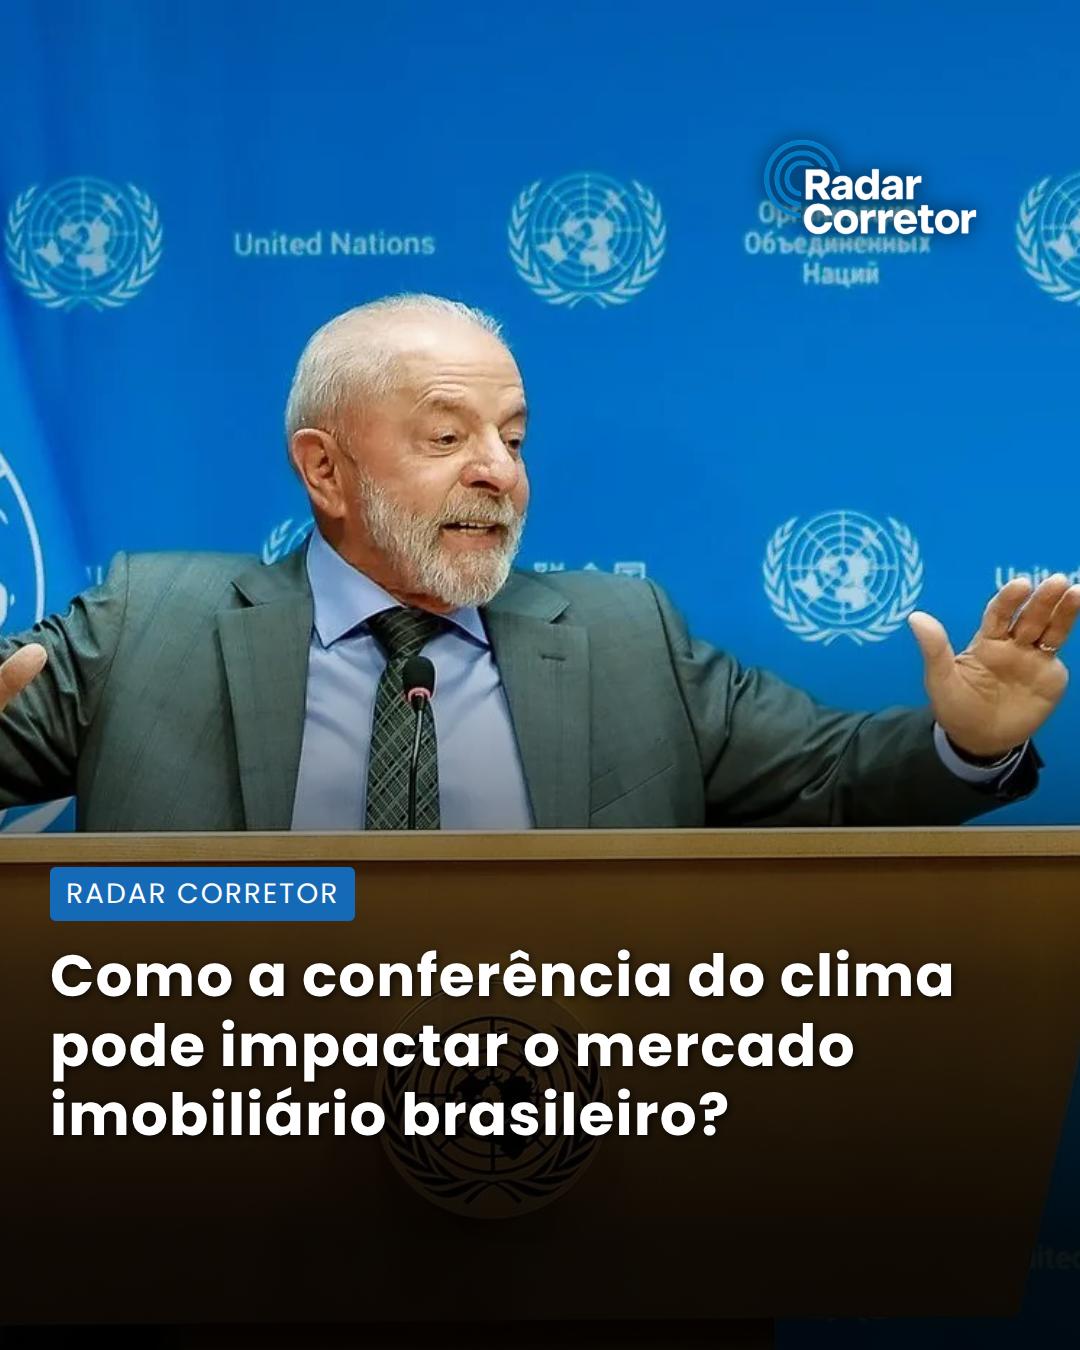 Radar
Corretor
United Nations
Объединенных
Наций
RADAR CORRETOR
Como a conferência do clima
pode impactar o mercado
imobiliário brasileiro?